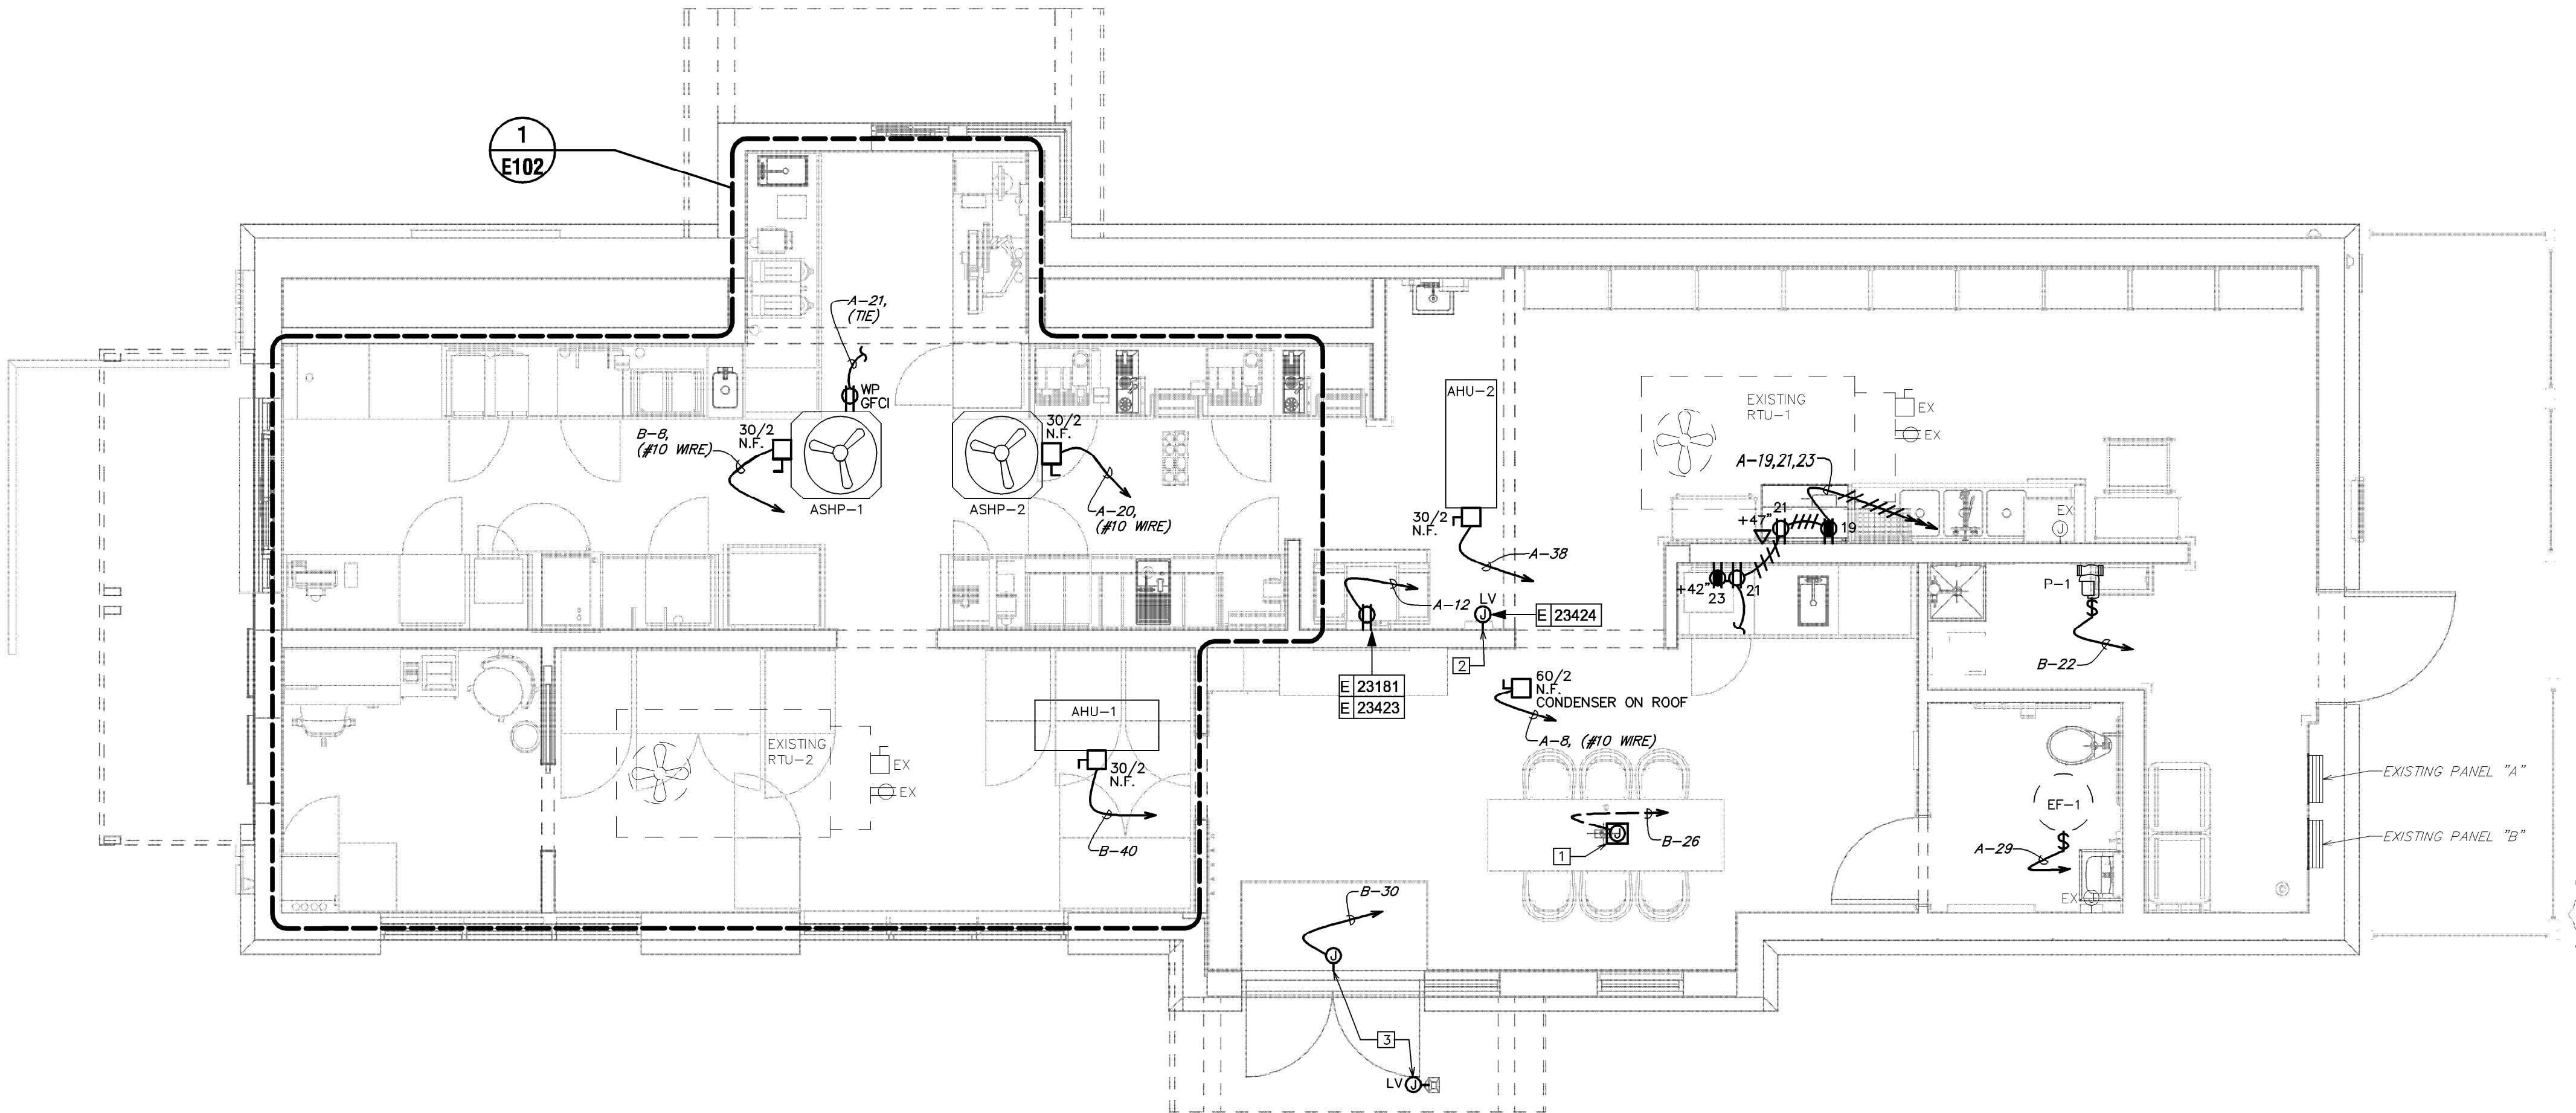 1
E102
A-21,
(TIE)
WP
GFCI
B-8,
(#10 WIRE)
30/2
N.F.
ASHP-1
30/2
N.F.
ASHP-2
A-20,
(#10 WIRE)
AHU-2
30/2
N.F.
A-38
EXISTING
RTU-1
EX
EX
A-19,21,23
+47"
21
19
EX
J
+42"
23
21
P-1
B-22
A-12
LV
J
E 23424
2
E 23181
E 23423
60/2
N.F.
CONDENSER ON ROOF
A-8, (#10 WIRE)
AHU-1
30/2
N.F.
B-40
EXISTING
RTU-2
EX
EX
J
1
B-26
EF-1
A-29
EX
J
EXISTING PANEL "A"
EXISTING PANEL "B"
B-30
J
3
LV
J